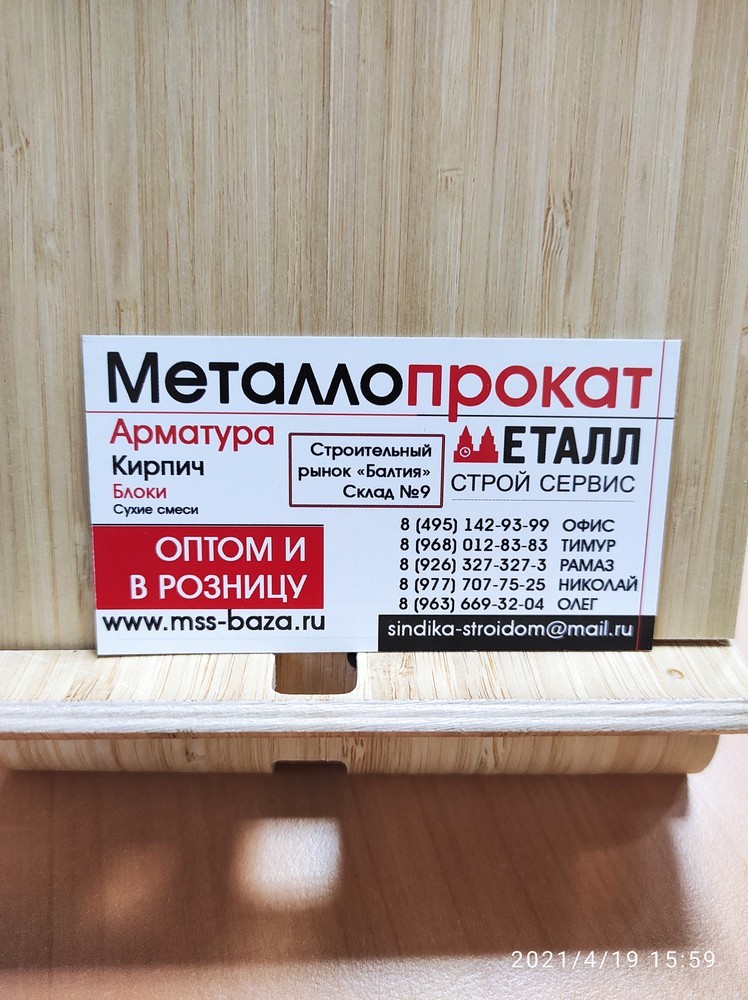 Металлопрокат
Арматура
Кирпич
Блоки
Сухие смеси
Строительный
рынок «Балтия»
Склад №9
МЕТАЛЛ
СТРОЙ СЕРВИС
ОПТОМ И
В РОЗНИЦУ
www.mss-baza.ru
8 (495) 142-93-99 ОФИС
8 (968) 012-83-83 ТИМУР
8 (926) 327-327-3 РАМАЗ
8 (977) 707-75-25 НИКОЛАЙ
8 (963) 669-32-04 ОЛЕГ
sindika-stroidom@mail.ru
2021/4/19 15:59